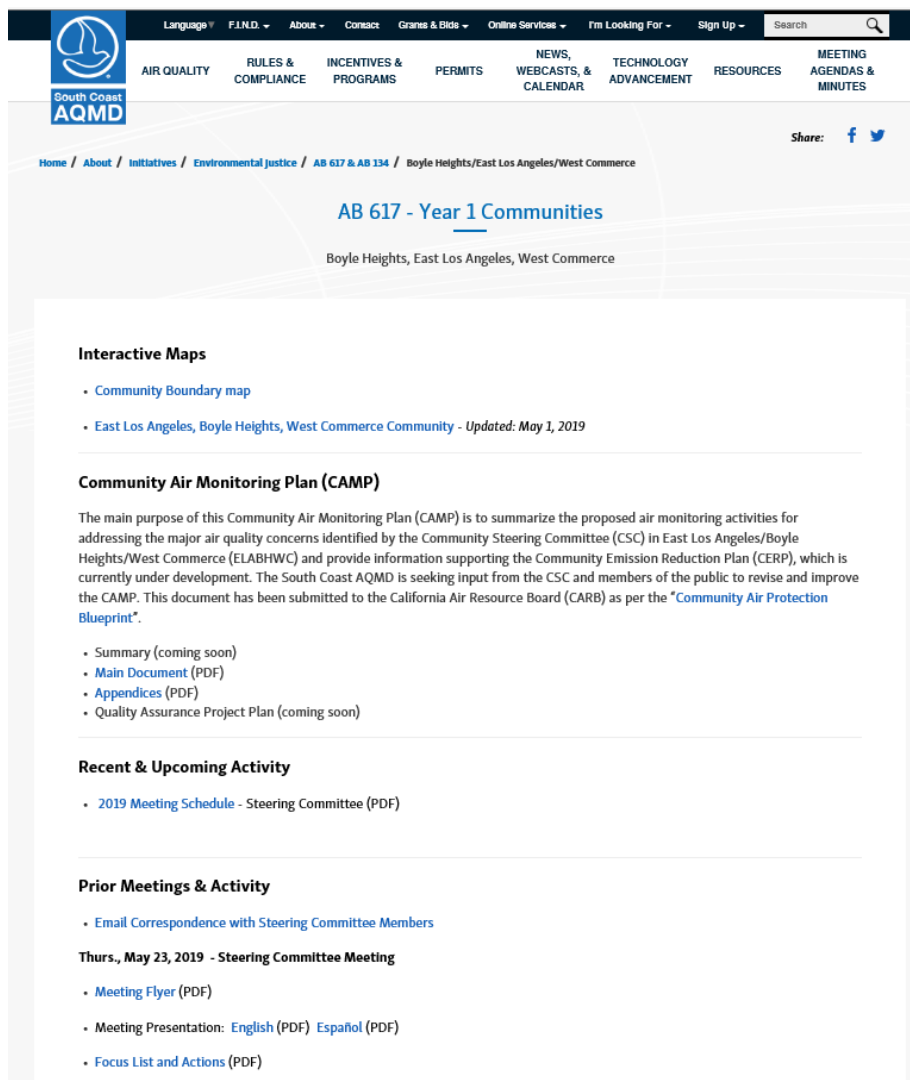 Language▼ F.I.N.D. About Contact Grants & Bids Online Services I'm Looking For Sign Up Search
South Coast
AQMD
AIR QUALITY
RULES &
COMPLIANCE
INCENTIVES &
PROGRAMS
PERMITS
NEWS,
WEBCASTS, &
CALENDAR
TECHNOLOGY
ADVANCEMENT
RESOURCES
MEETING
AGENDAS &
MINUTES
Share:
Home / About / Initiatives / Environmental Justice / AB 617 & AB 134 / Boyle Heights/East Los Angeles/West Commerce
AB 617 - Year 1 Communities
Boyle Heights, East Los Angeles, West Commerce
Interactive Maps
• Community Boundary map
• East Los Angeles, Boyle Heights, West Commerce Community - Updated: May 1, 2019
Community Air Monitoring Plan (CAMP)
The main purpose of this Community Air Monitoring Plan (CAMP) is to summarize the proposed air monitoring activities for
addressing the major air quality concerns identified by the Community Steering Committee (CSC) in East Los Angeles/Boyle
Heights/West Commerce (ELABHWC) and provide information supporting the Community Emission Reduction Plan (CERP), which is
currently under development. The South Coast AQMD is seeking input from the CSC and members of the public to revise and improve
the CAMP. This document has been submitted to the California Air Resource Board (CARB) as per the "Community Air Protection
Blueprint".
• Summary (coming soon)
• Main Document (PDF)
• Appendices (PDF)
• Quality Assurance Project Plan (coming soon)
Recent & Upcoming Activity
• 2019 Meeting Schedule - Steering Committee (PDF)
Prior Meetings & Activity
• Email Correspondence with Steering Committee Members
Thurs., May 23, 2019 - Steering Committee Meeting
• Meeting Flyer (PDF)
• Meeting Presentation: English (PDF) Español (PDF)
• Focus List and Actions (PDF)